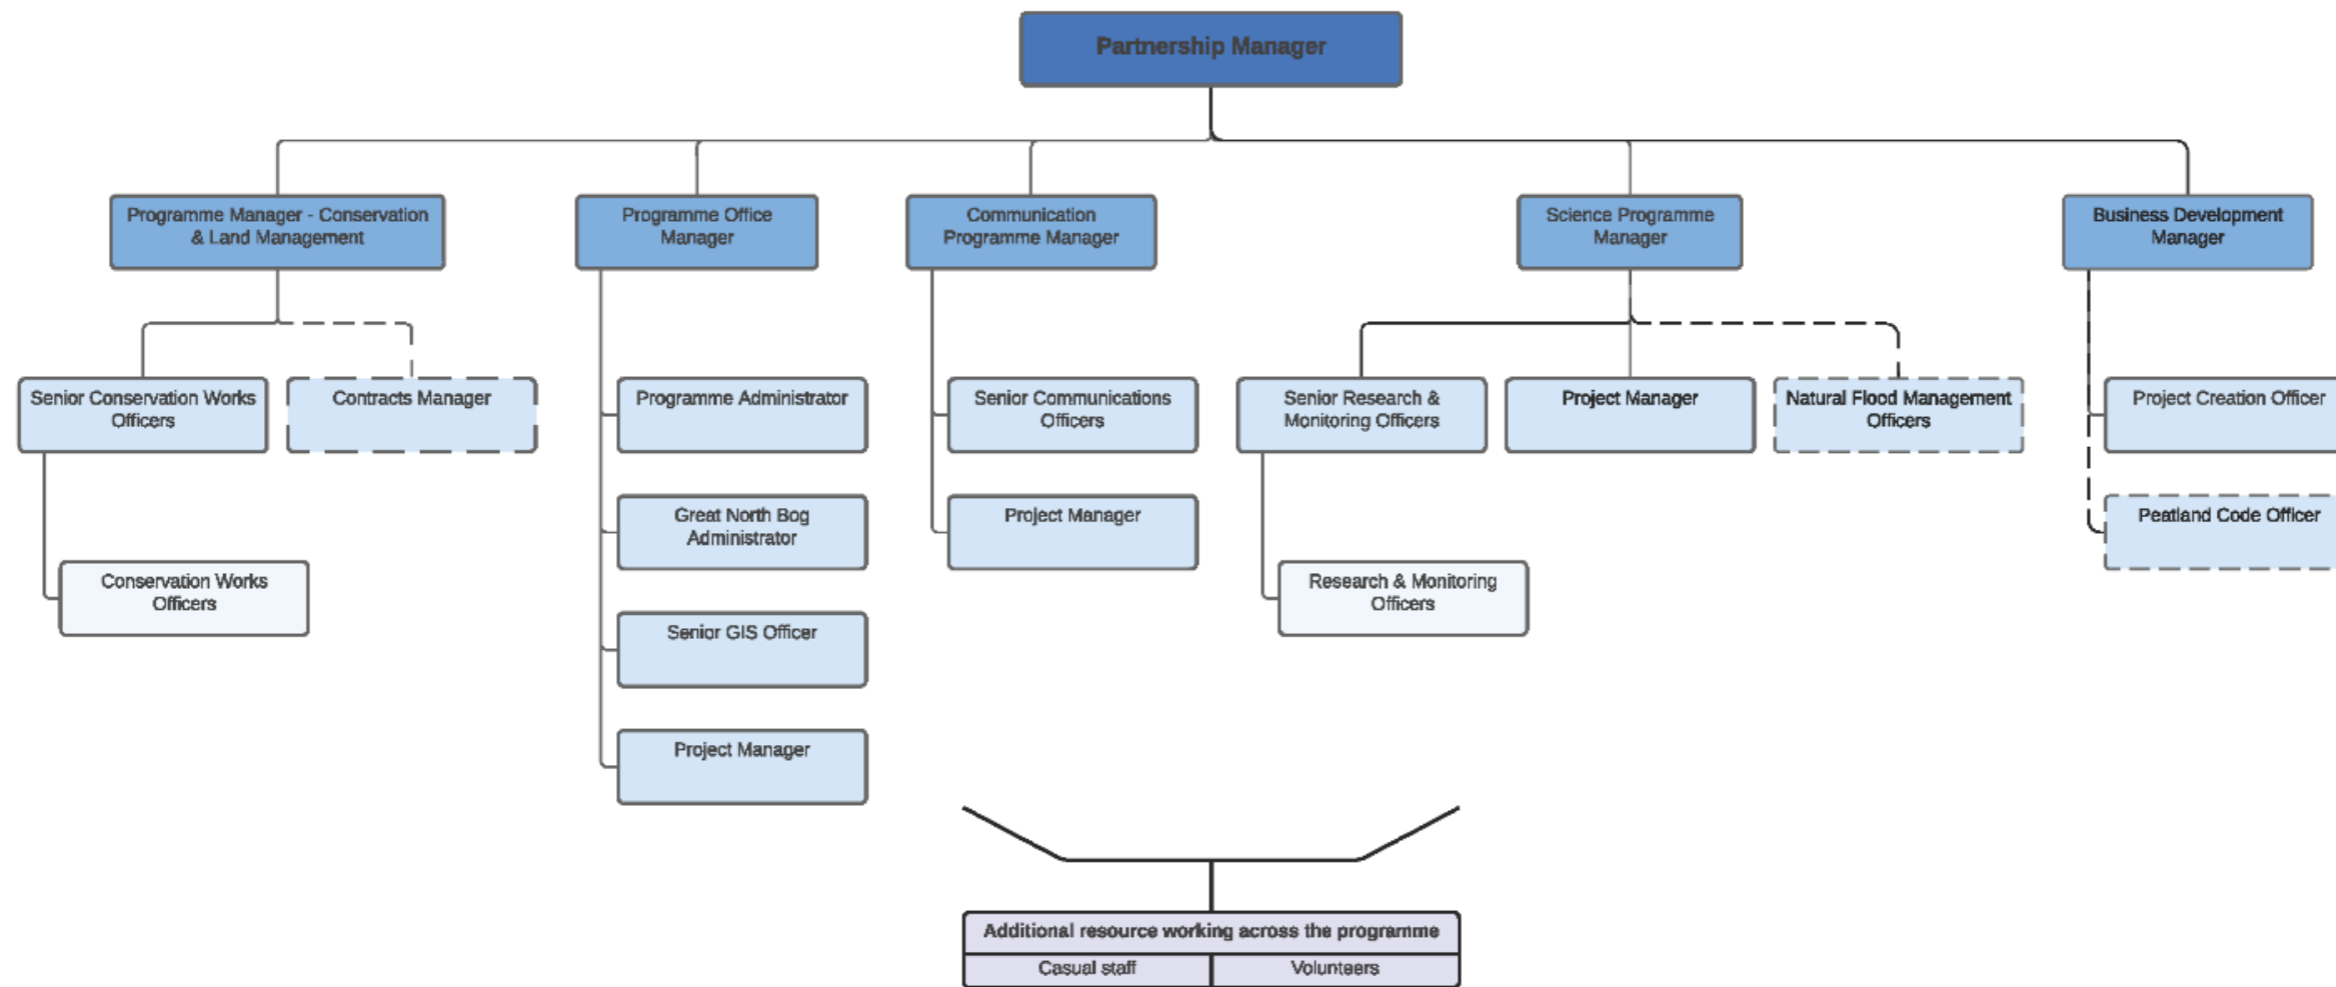 Partnership Manager
Programme Manager - Conservation
& Land Management
Programme Office
Manager
Communication
Programme Manager
Science Programme
Manager
Business Development
Manager
Senior Conservation Works
Officers
Contracts Manager
Programme Administrator
Senior Communications
Officers
Senior Research &
Monitoring Officers
Project Manager
Natural Flood Management
Officers
Project Creation Officer
Great North Bog
Administrator
Project Manager
Peatland Code Officer
Conservation Works
Officers
Research & Monitoring
Officers
Senior GIS Officer
Project Manager
Additional resource working across the programme
Casual staff
Volunteers